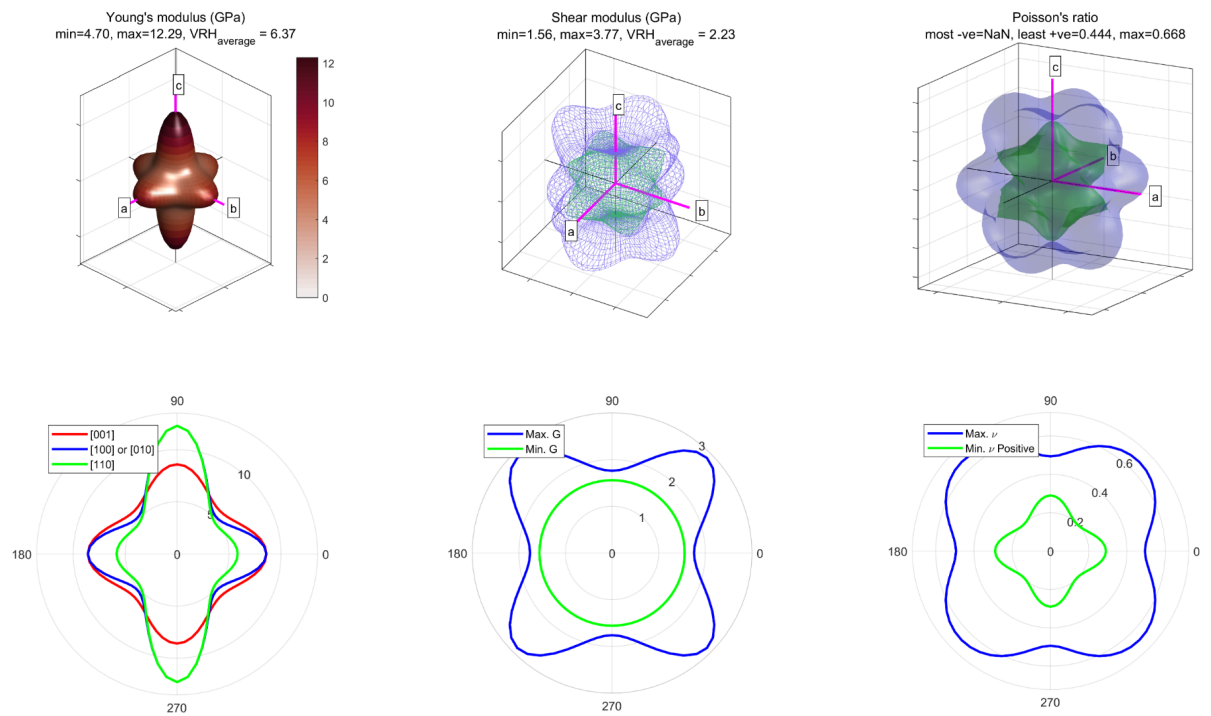 Young's modulus (GPa)
min=4.70, max=12.29, VRHaverage = 6.37
c
a
b
12
10
8
6
4
2
0
Shear modulus (GPa)
min=1.56, max=3.77, VRHaverage = 2.23
c
b
a
Poisson's ratio
most -ve=NaN, least +ve=0.444, max=0.668
c
b
a
90
[001]
[100] or [010]
[110]
10
5
180
0
0
270
90
Max. G
Min. G
3
2
1
180
0
0
270
90
Max. ν
Min. ν Positive
0.6
0.4
0.2
180
0
0
270